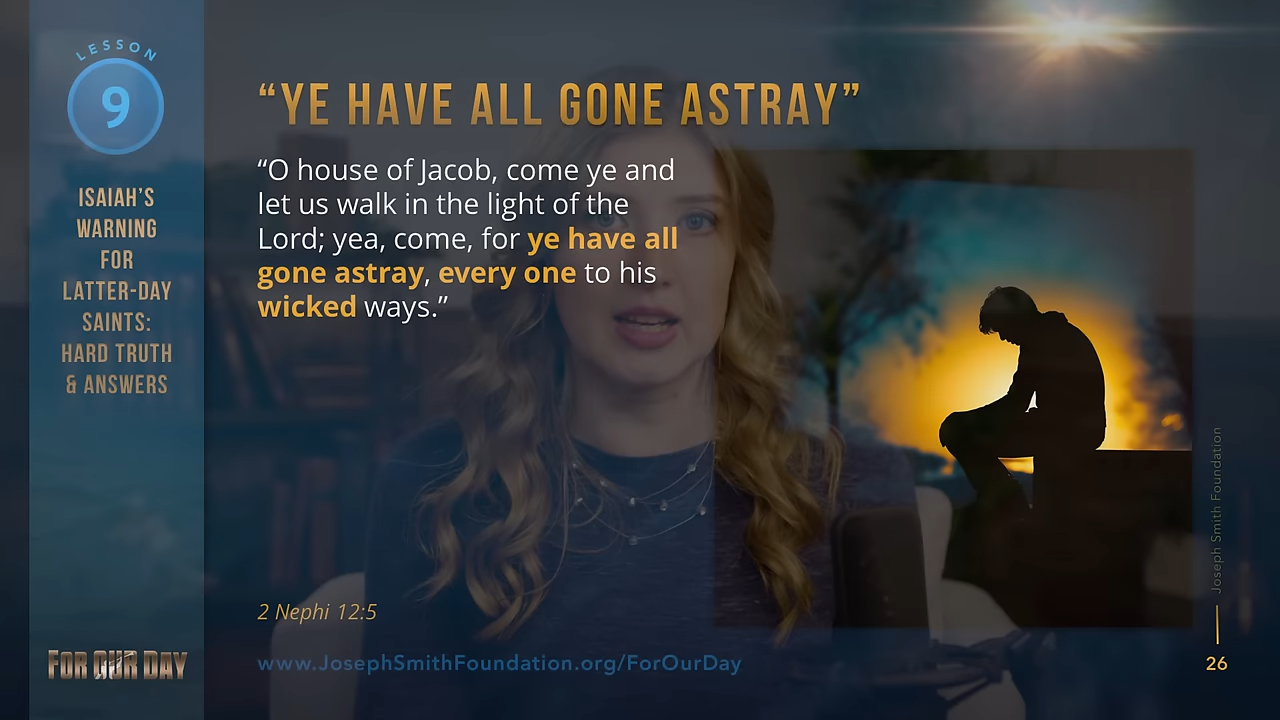 LESSON
9
ISAIAH'S
WARNING
FOR
LATTER-DAY
SAINTS:
HARD TRUTH
& ANSWERS
FOR OUR DAY
“YE HAVE ALL GONE ASTRAY”
“O house of Jacob, come ye and
let us walk in the light of the
Lord; yea, come, for ye have all
gone astray, every one to his
wicked ways.”
2 Nephi 12:5
www.JosephSmithFoundation.org/ForOurDay
Joseph Smith Foundation
26